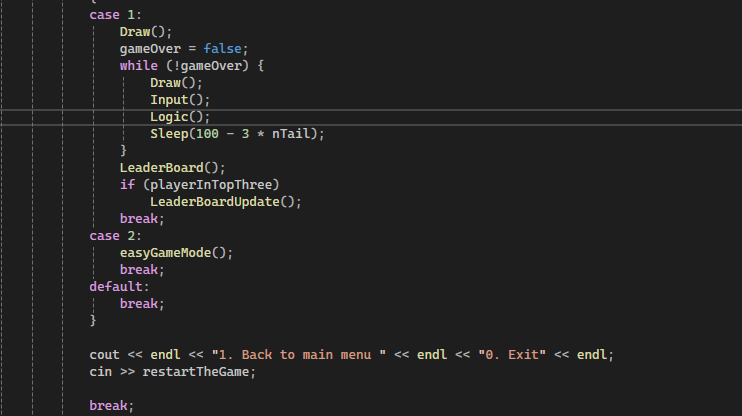 {
case 1:
Draw();
gameOver = false;
while (!gameOver) {
Draw();
Input();
Logic();
Sleep(100 - 3 * nTail);
}
LeaderBoard();
if (playerInTopThree)
LeaderBoardUpdate();
break;
case 2:
easyGameMode();
break;
default:
break;
}
cout << endl << "1. Back to main menu " << endl << "0. Exit" << endl;
cin >> restartTheGame;
break;